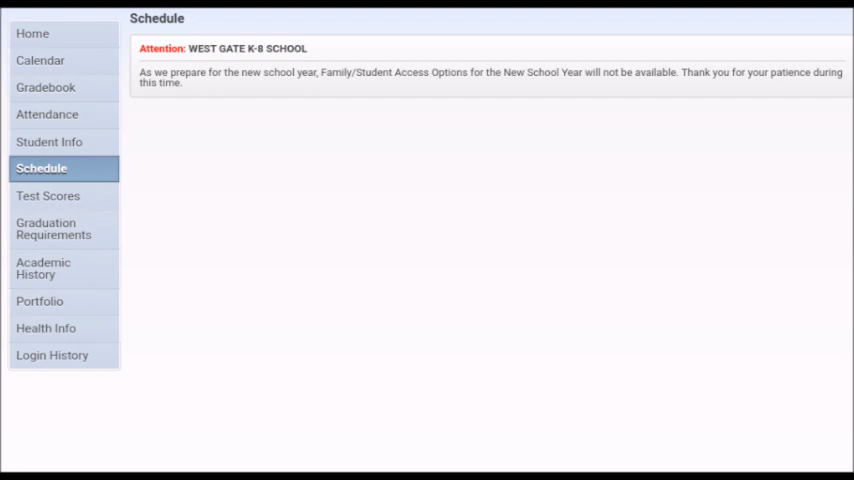 Schedule
Home
Calendar
Gradebook
Attendance
Student Info
Schedule
Test Scores
Graduation
Requirements
Academic
History
Portfolio
Health Info
Login History
Attention: WEST GATE K-8 SCHOOL
As we prepare for the new school year, Family/Student Access Options for the New School Year will not be available. Thank you for your patience during
this time.